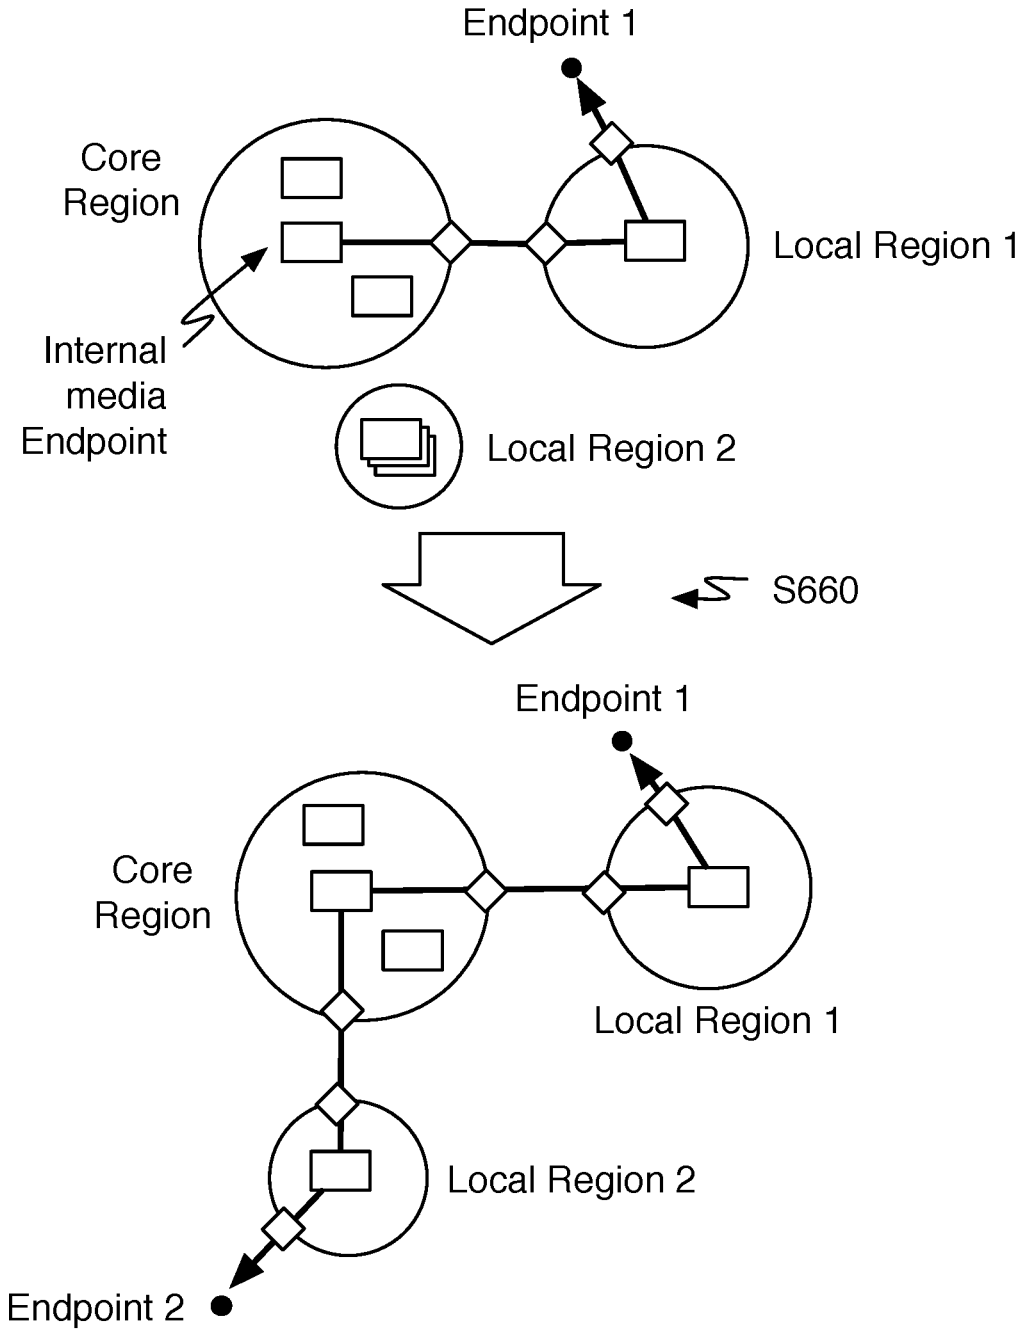 Endpoint 1
Core
Region
Local Region 1
Internal
media
Endpoint
Local Region 2
S660
Endpoint 1
Core
Region
Local Region 1
Local Region 2
Endpoint 2